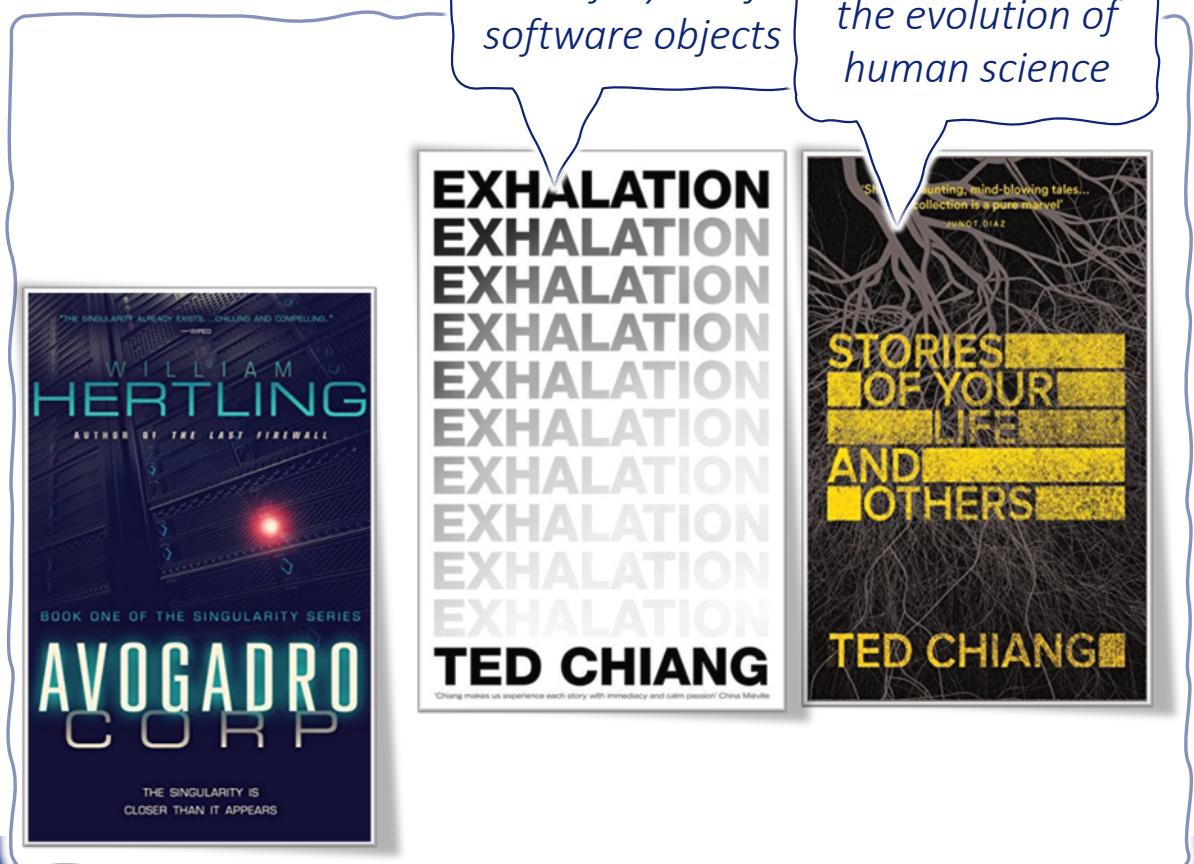 software objects
the evolution of
human science
"THE SINGULARITY ALREADY EXISTS. . .CHILLING AND COMPELLING."
—WIRED
WILLIAM
HERTLING
AUTHOR OF THE LAST FIREWALL
BOOK ONE OF THE SINGULARITY SERIES
AVOGADRO
CORP
THE SINGULARITY IS
CLOSER THAN IT APPEARS
EXHALATION
EXHALATION
EXHALATION
EXHALATION
EXHALATION
EXHALATION
EXHALATION
EXHALATION
EXHALATION
EXHALATION
TED CHIANG
'Chiang makes us experience each story with immediacy and calm passion' China Miéville
mind-blowing tales...
collection is a pure marvel'
JUNOT DIAZ
STORIES
OF YOUR
LIFE
AND
OTHERS
TED CHIANG